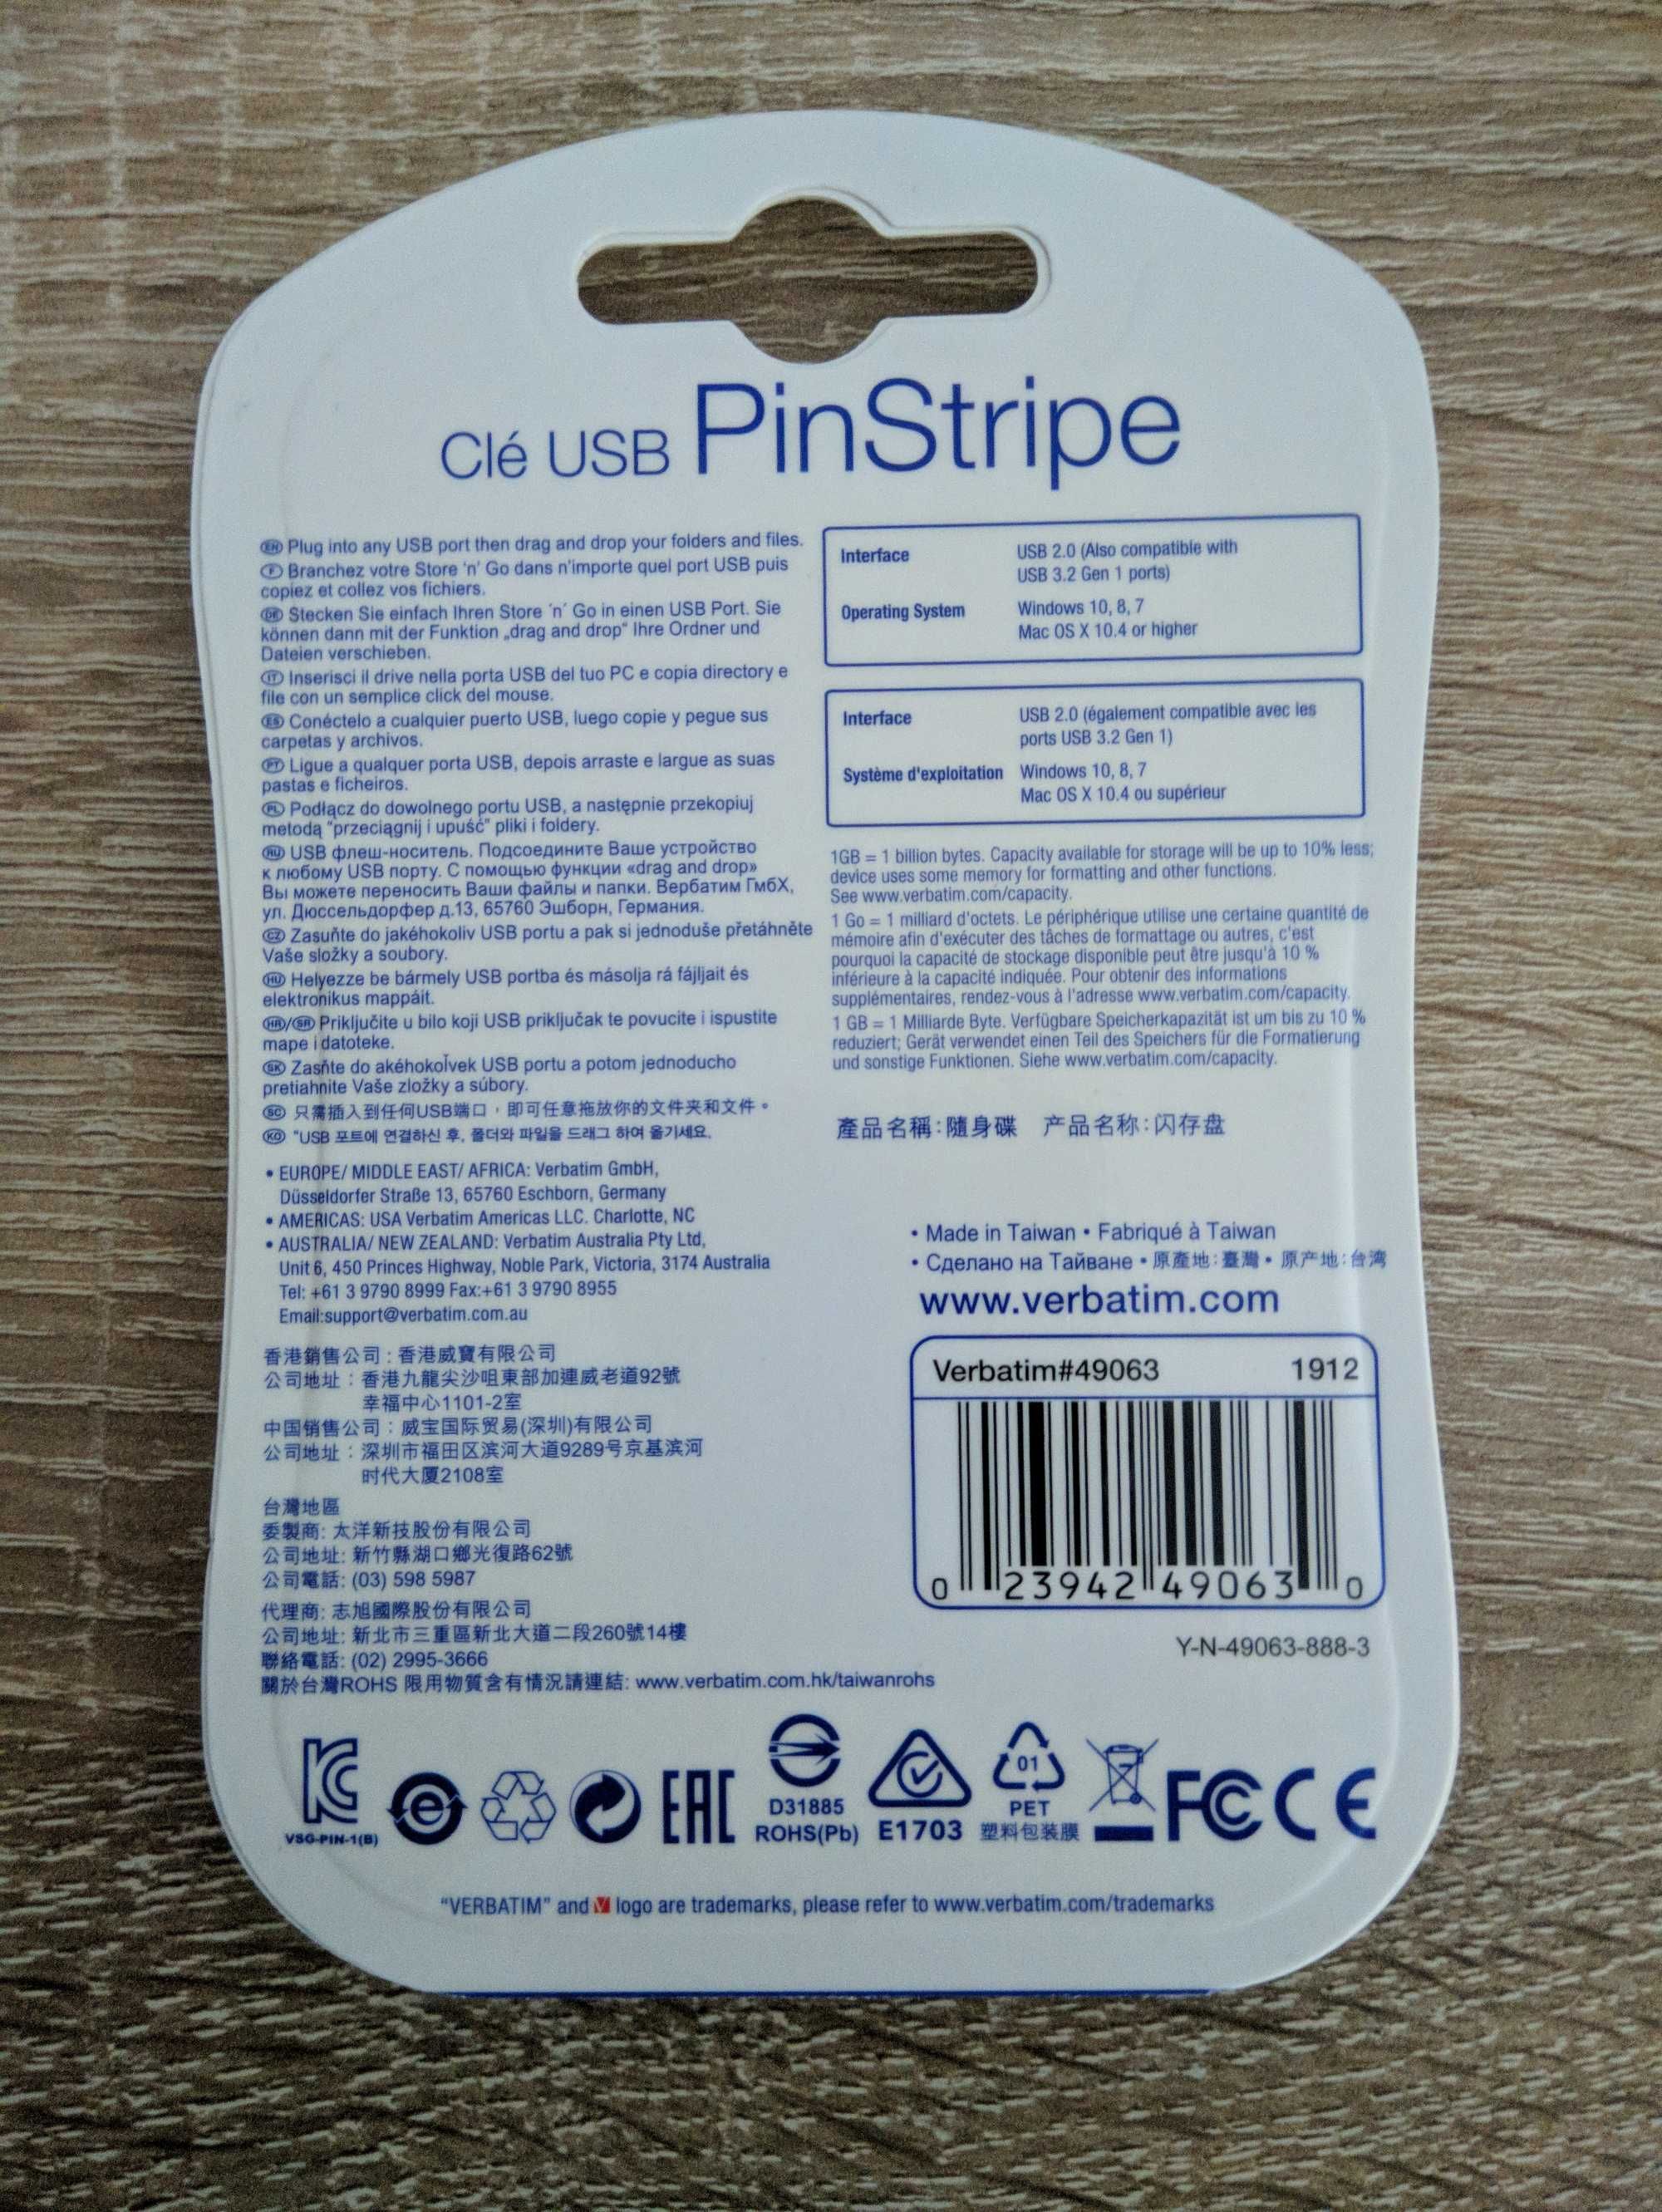 Clé USB PinStripe
EN Plug into any USB port then drag and drop your folders and files.
F Branchez votre Store 'n' Go dans n'importe quel port USB puis
copiez et collez vos fichiers.
DE Stecken Sie einfach Ihren Store ´n´ Go in einen USB Port. Sie
können dann mit der Funktion „drag and drop“ Ihre Ordner und
Dateien verschieben.
IT Inserisci il drive nella porta USB del tuo PC e copia directory e
file con un semplice click del mouse.
ES Conéctelo a cualquier puerto USB, luego copie y pegue sus
carpetas y archivos.
PT Ligue a qualquer porta USB, depois arraste e largue as suas
pastas e ficheiros.
PL Podłącz do dowolnego portu USB, a następnie przekopiuj
metodą "przeciągnij i upuść" pliki i foldery.
RU USB флеш-носитель. Подсоедините Ваше устройство
к любому USB порту. С помощью функции «drag and drop»
Вы можете переносить Ваши файлы и папки. Вербатим ГмбХ,
ул. Дюссельдорфер д.13, 65760 Эшборн, Германия.
CZ Zasuňte do jakéhokoliv USB portu a pak si jednoduše přetáhněte
Vaše složky a soubory.
HU Helyezze be bármely USB portba és másolja rá fájljait és
elektronikus mappáit.
HR/SR Priključite u bilo koji USB priključak te povucite i ispustite
mape i datoteke.
SK Zasňte do akéhokoľvek USB portu a potom jednoducho
pretiahnite Vaše zložky a súbory.
SC 只需插入到任何USB端口，即可任意拖放你的文件夹和文件。
KO "USB 포트에 연결하신 후, 폴더와 파일을 드래그 하여 옮기세요.
• EUROPE/ MIDDLE EAST/ AFRICA: Verbatim GmbH,
Düsseldorfer Straße 13, 65760 Eschborn, Germany
• AMERICAS: USA Verbatim Americas LLC. Charlotte, NC
• AUSTRALIA/ NEW ZEALAND: Verbatim Australia Pty Ltd,
Unit 6, 450 Princes Highway, Noble Park, Victoria, 3174 Australia
Tel: +61 3 9790 8999 Fax:+61 3 9790 8955
Email:support@verbatim.com.au
香港銷售公司 : 香港威寶有限公司
公司地址 : 香港九龍尖沙咀東部加連威老道92號
幸福中心1101-2室
中国销售公司 : 威宝国际贸易(深圳)有限公司
公司地址 : 深圳市福田区滨河大道9289号京基滨河
时代大厦2108室
台灣地區
委製商: 太洋新技股份有限公司
公司地址: 新竹縣湖口鄉光復路62號
公司電話: (03) 598 5987
代理商: 志旭國際股份有限公司
公司地址: 新北市三重區新北大道二段260號14樓
聯絡電話: (02) 2995-3666
關於台灣ROHS 限用物質含有情況請連結: www.verbatim.com.hk/taiwanrohs
Interface USB 2.0 (Also compatible with
USB 3.2 Gen 1 ports)
Operating System Windows 10, 8, 7
Mac OS X 10.4 or higher
Interface USB 2.0 (également compatible avec les
ports USB 3.2 Gen 1)
Système d'exploitation Windows 10, 8, 7
Mac OS X 10.4 ou supérieur
1GB = 1 billion bytes. Capacity available for storage will be up to 10% less;
device uses some memory for formatting and other functions.
See www.verbatim.com/capacity.
1 Go = 1 milliard d'octets. Le périphérique utilise une certaine quantité de
mémoire afin d'exécuter des tâches de formattage ou autres, c'est
pourquoi la capacité de stockage disponible peut être jusqu'à 10 %
inférieure à la capacité indiquée. Pour obtenir des informations
supplémentaires, rendez-vous à l'adresse www.verbatim.com/capacity.
1 GB = 1 Milliarde Byte. Verfügbare Speicherkapazität ist um bis zu 10 %
reduziert; Gerät verwendet einen Teil des Speichers für die Formatierung
und sonstige Funktionen. Siehe www.verbatim.com/capacity.
產品名稱:隨身碟 产品名称:闪存盘
• Made in Taiwan • Fabriqué à Taiwan
• Сделано на Тайване • 原產地:臺灣 • 原产地:台湾
www.verbatim.com
Verbatim#49063 1912
0 23942 49063 0
Y-N-49063-888-3
VSG-PIN-1(B)
e
EAC
D31885
ROHS(Pb)
E1703
01
PET
塑料包装膜
FC CE
"VERBATIM" and V logo are trademarks, please refer to www.verbatim.com/trademarks